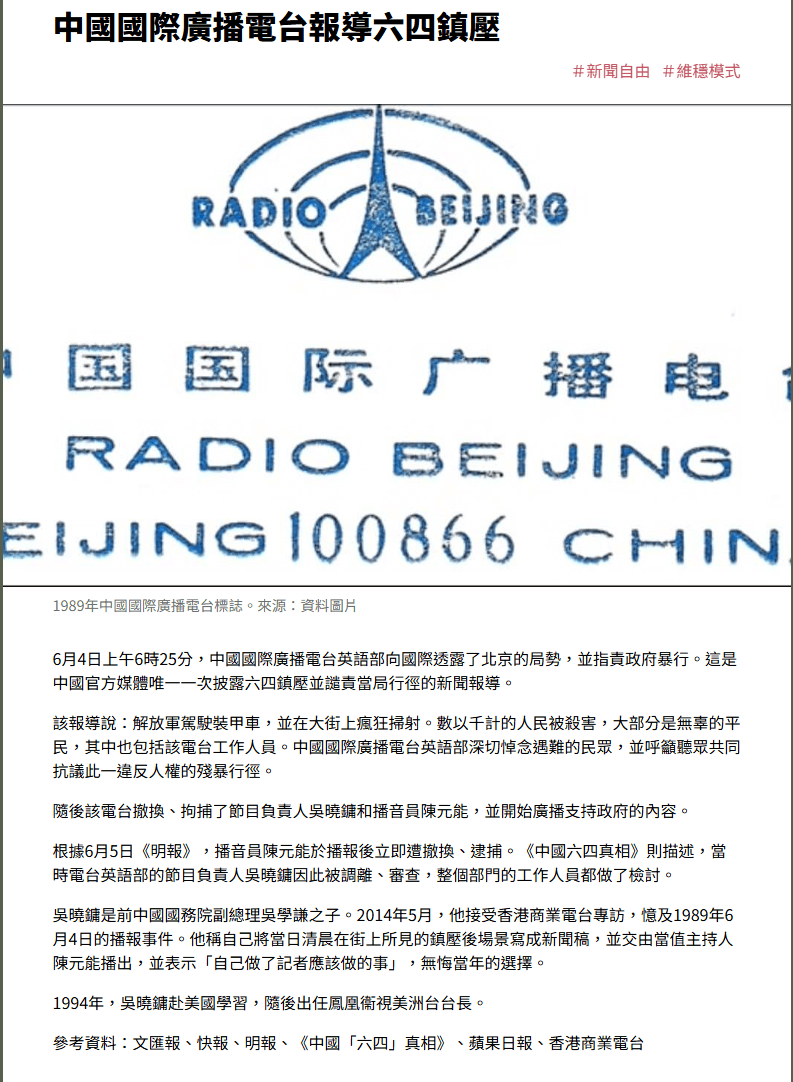 中國國際廣播電台報導六四鎮壓
＃新聞自由 ＃維穩模式
RADIO BEIJING
国国际广播电
RADIO BEIJING
EIJING 100866 CHIN
1989年中國國際廣播電台標誌。來源：資料圖片
6月4日上午6時25分，中國國際廣播電台英語部向國際透露了北京的局勢，並指責政府暴行。這是
中國官方媒體唯一一次披露六四鎮壓並譴責當局行徑的新聞報導。
該報導說：解放軍駕駛裝甲車，並在大街上瘋狂掃射。數以千計的人民被殺害，大部分是無辜的平
民，其中也包括該電台工作人員。中國國際廣播電台英語部深切悼念遇難的民眾，並呼籲聽眾共同
抗議此一違反人權的殘暴行徑。
隨後該電台撤換、拘捕了節目負責人吳曉鏞和播音員陳元能，並開始廣播支持政府的內容。
根據6月5日《明報》，播音員陳元能於播報後立即遭撤換、逮捕。《中國六四真相》則描述，當
時電台英語部的節目負責人吳曉鏞因此被調離、審查，整個部門的工作人員都做了檢討。
吳曉鏞是前中國國務院副總理吳學謙之子。2014年5月，他接受香港商業電台專訪，憶及1989年6
月4日的播報事件。他稱自己將當日清晨在街上所見的鎮壓後場景寫成新聞稿，並交由當值主持人
陳元能播出，並表示「自己做了記者應該做的事」，無悔當年的選擇。
1994年，吳曉鏞赴美國學習，隨後出任鳳凰衞視美洲台台長。
參考資料：文匯報、快報、明報、《中國「六四」真相》、蘋果日報、香港商業電台